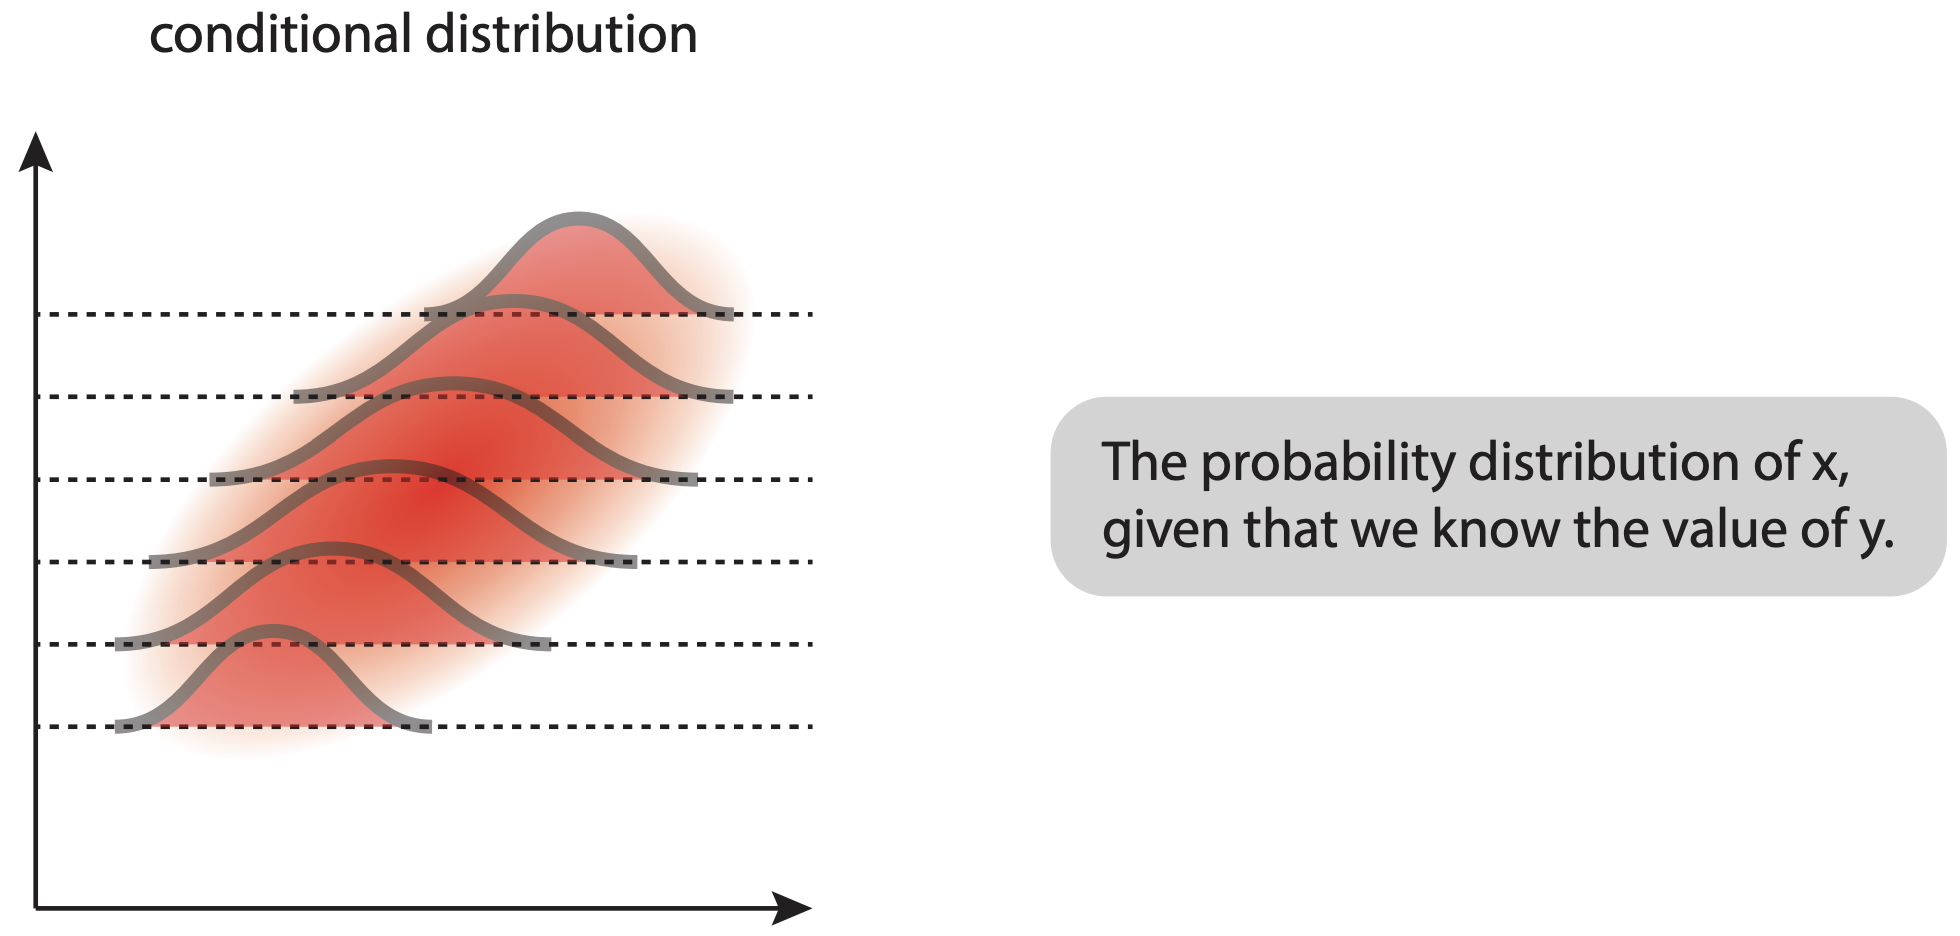 conditional distribution
The probability distribution of x,
given that we know the value of y.